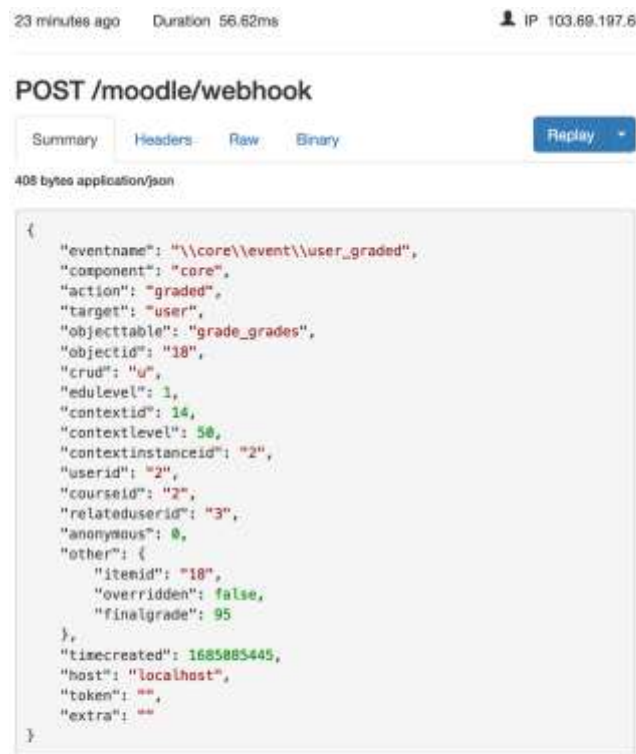 23 minutes ago Duration 56.62ms IP 103.69.197.6
POST /moodle/webhook
Summary Headers Raw Binary Replay
408 bytes application/json
{
"eventname": "\\core\\event\\user_graded",
"component": "core",
"action": "graded",
"target": "user",
"objecttable": "grade_grades",
"objectid": "18",
"crud": "u",
"edulevel": 1,
"contextid": 14,
"contextlevel": 50,
"contextinstanceid": "2",
"userid": "2",
"courseid": "2",
"relateduserid": "3",
"anonymous": 0,
"other": {
"itemid": "18",
"overridden": false,
"finalgrade": 95
},
"timecreated": 1685085445,
"host": "localhost",
"token": "",
"extra": ""
}